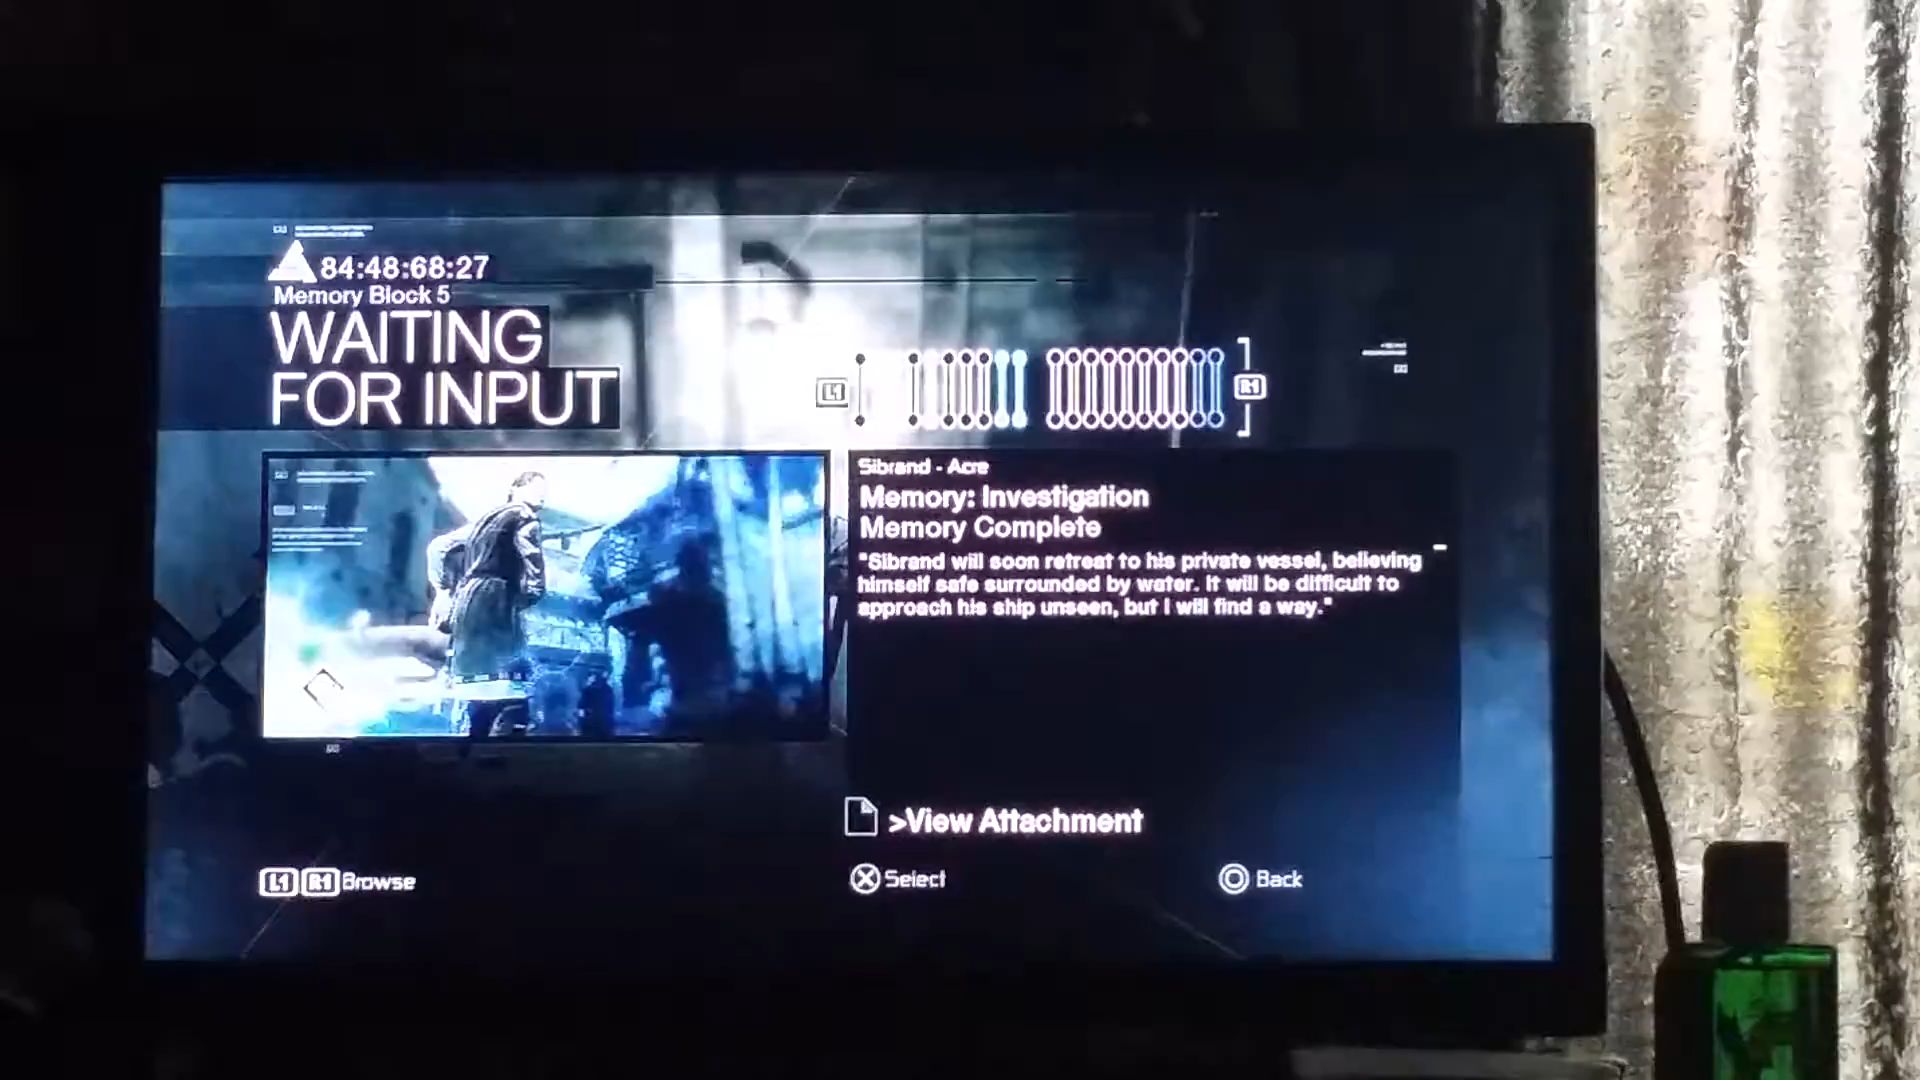 84:48:68:27
Memory Block 5
WAITING
FOR INPUT
L1
R1
Sibrand - Acre
Memory: Investigation
Memory Complete
"Sibrand will soon retreat to his private vessel, believing
himself safe surrounded by water. It will be difficult to
approach his ship unseen, but I will find a way."
>View Attachment
L1 R1 Browse
Select
Back